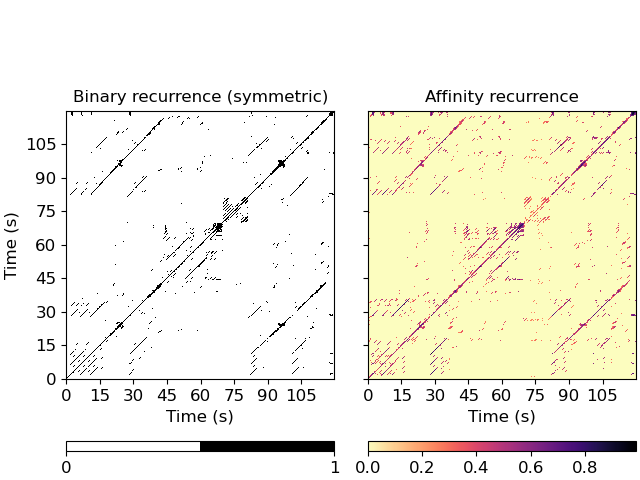 Binary recurrence (symmetric)
Affinity recurrence
Time (s)
105
90
75
60
45
30
15
0
0 15 30 45 60 75 90 105
0 15 30 45 60 75 90 105
Time (s)
Time (s)
0 1
0.0 0.2 0.4 0.6 0.8